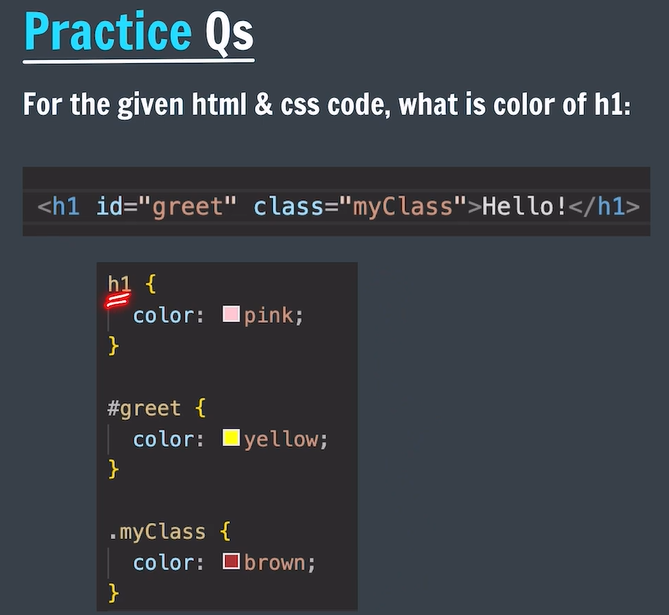 Practice Qs
For the given html & css code, what is color of h1:
<h1 id="greet" class="myClass">Hello!</h1>
h1 {
color: pink;
}
#greet {
color: yellow;
}
.myClass {
color: brown;
}